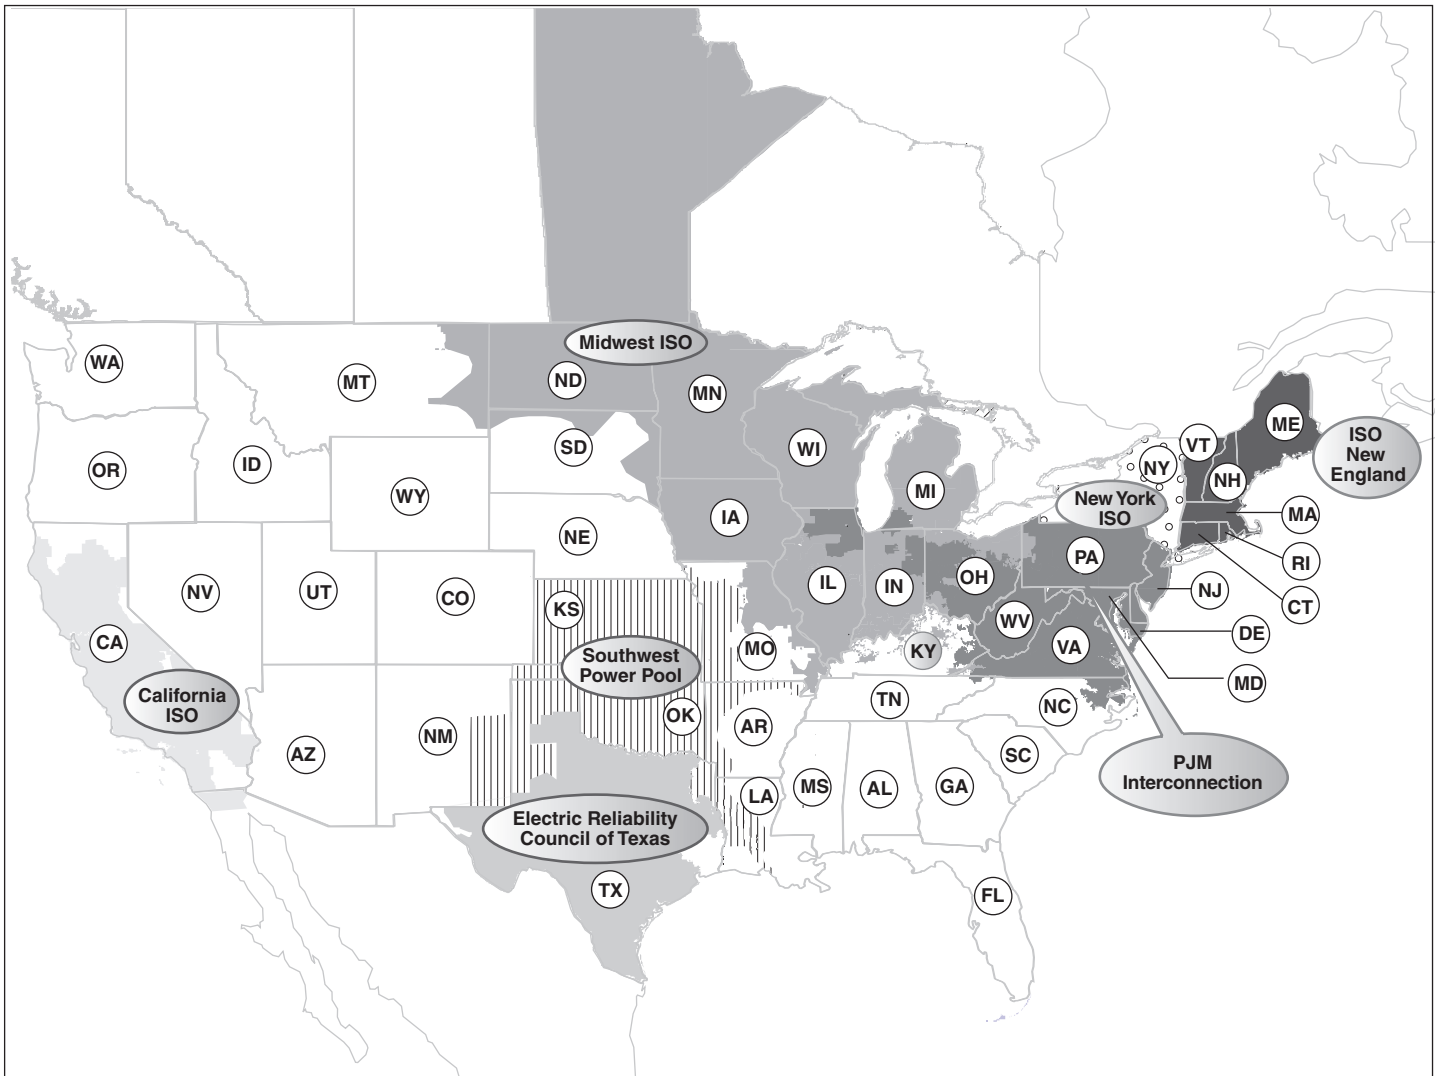 Midwest ISO
WA
MT
ND
MN
ME
ISO
New
England
OR
ID
SD
WI
VT
NY
NH
WY
MI
New York
ISO
IA
MA
NE
PA
RI
NV
UT
CO
KS
IL
IN
OH
NJ
CT
CA
WV
DE
MO
KY
VA
Southwest
Power Pool
MD
California
ISO
TN
NC
OK
NM
AR
AZ
SC
PJM
Interconnection
LA
MS
AL
GA
Electric Reliability
Council of Texas
TX
FL